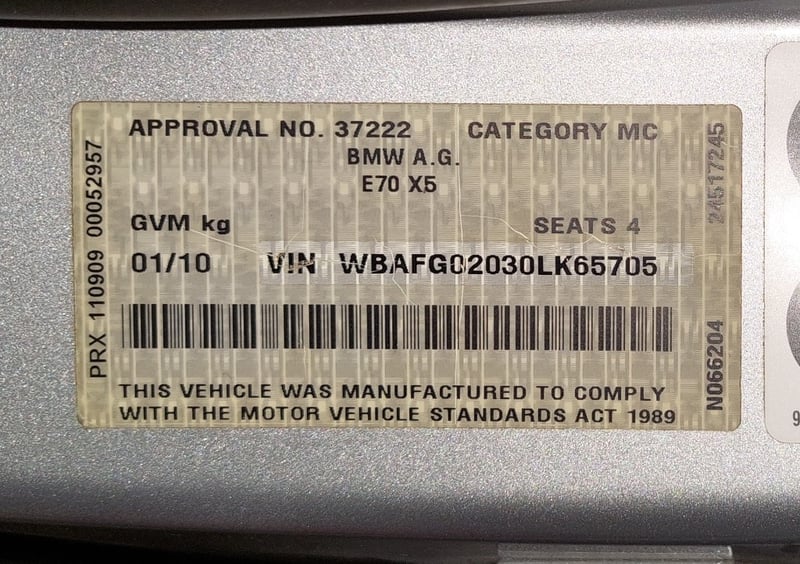 APPROVAL NO. 37222 CATEGORY MC
BMW A.G.
E70 X5
GVM kg SEATS 4
01/10 VIN WBAFG02030LK65705
THIS VEHICLE WAS MANUFACTURED TO COMPLY
WITH THE MOTOR VEHICLE STANDARDS ACT 1989
PRX 110909 00052957
24517245
N066204
9